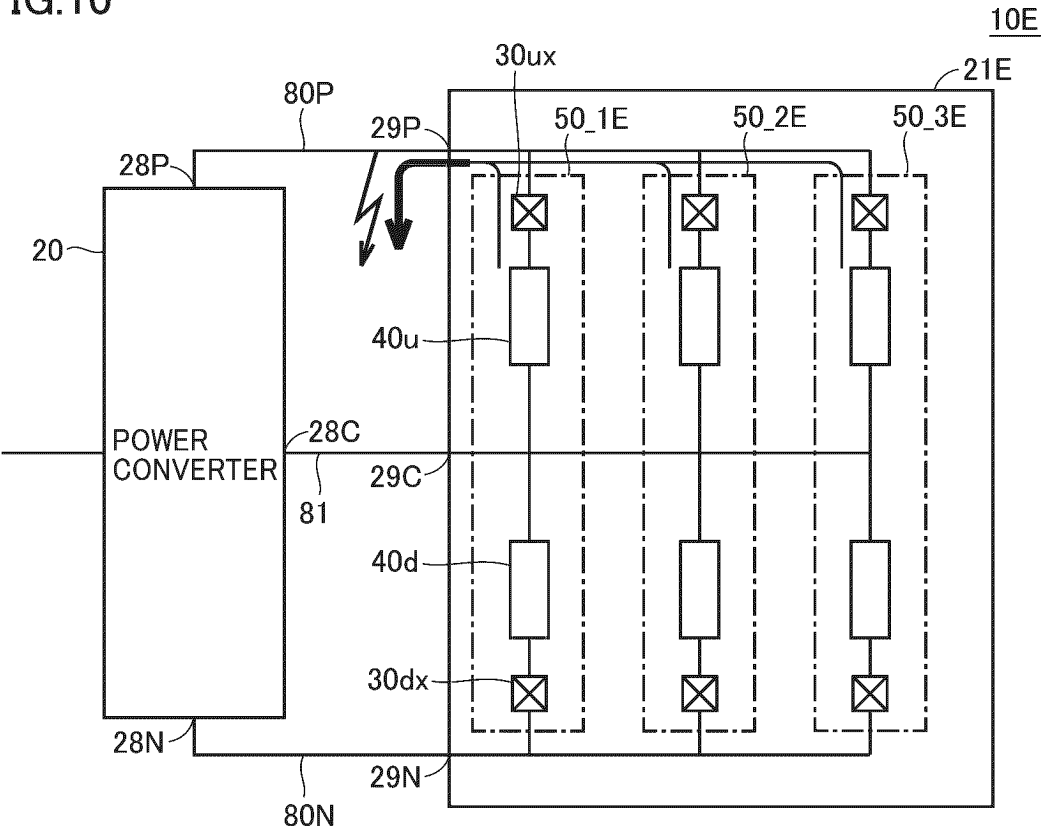 IG.10
10E
30ux
21E
80P
29P
50_1E
50_2E
50_3E
28P
20
40u
POWER
CONVERTER
28C
29C
81
40d
30dx
28N
29N
80N